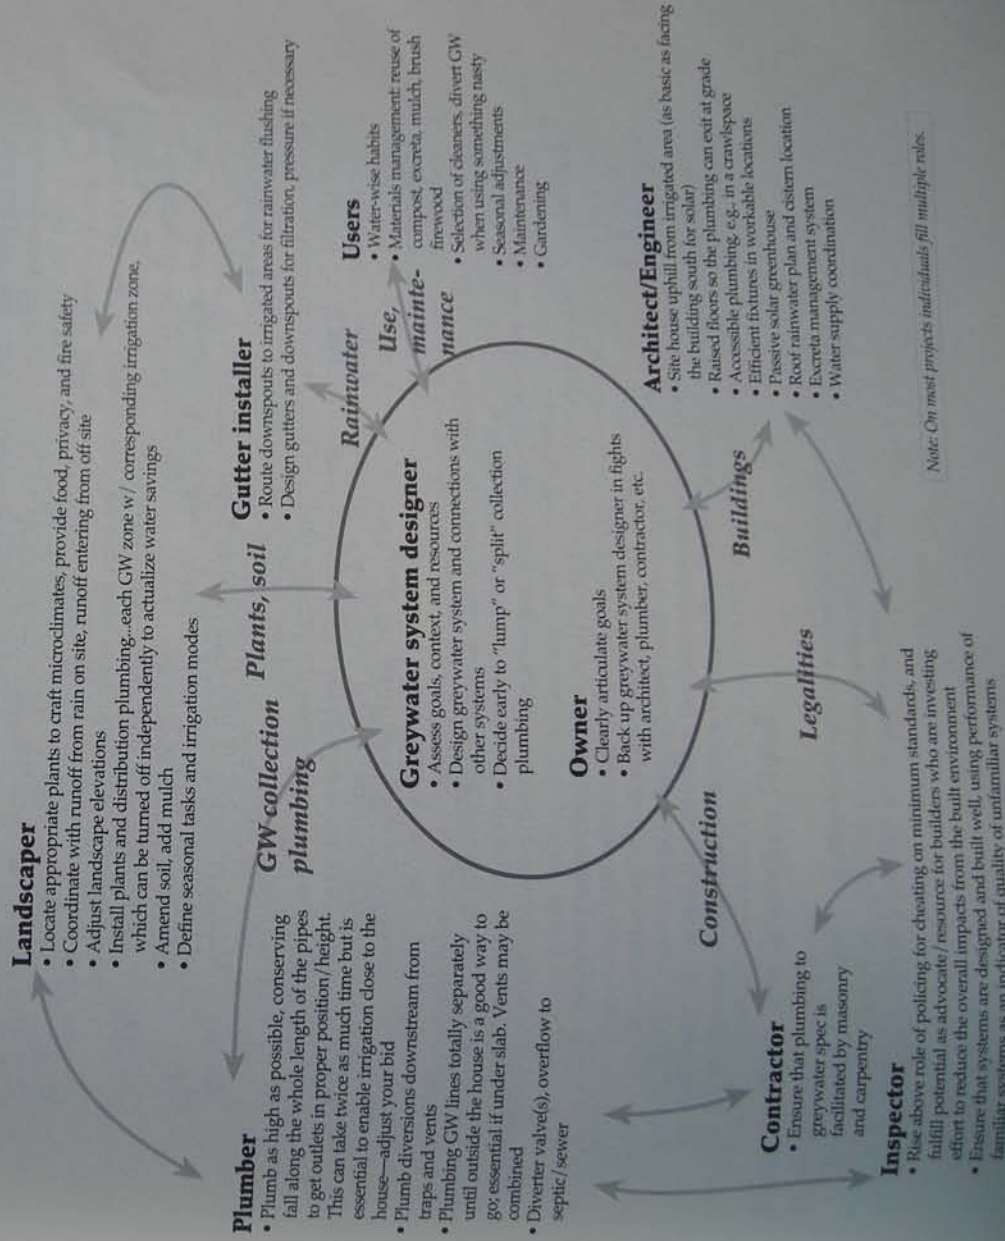 Landscaper
• Locate appropriate plants to craft microclimates, provide food, privacy, and fire safety
• Coordinate with runoff from rain on site, runoff entering from off site
• Adjust landscape elevations
• Install plants and distribution plumbing...each GW zone w/ corresponding irrigation zone,
which can be turned off independently to actualize water savings
• Amend soil, add mulch
• Define seasonal tasks and irrigation modes
Plumber
• Plumb as high as possible, conserving
fall along the whole length of the pipes
to get outlets in proper position/height.
This can take twice as much time but is
essential to enable irrigation close to the
house—adjust your bid
• Plumb diversions downstream from
traps and vents
• Plumbing GW lines totally separately
until outside the house is a good way to
go; essential if under slab. Vents may be
combined
• Diverter valve(s), overflow to
septic/sewer
GW collection
plumbing
Plants, soil
Gutter installer
• Route downspouts to irrigated areas for rainwater flushing
• Design gutters and downspouts for filtration, pressure if necessary
Rainwater
Use,
mainte-
nance
Users
• Water-wise habits
• Materials management: reuse of
compost, excreta, mulch, brush
firewood
• Selection of cleaners, divert GW
when using something nasty
• Seasonal adjustments
• Maintenance
• Gardening
Greywater system designer
• Assess goals, context, and resources
• Design greywater system and connections with
other systems
• Decide early to "lump" or "split" collection
plumbing
Owner
• Clearly articulate goals
• Back up greywater system designer in fights
with architect, plumber, contractor, etc.
Architect/Engineer
• Site house uphill from irrigated area (as basic as facing
the building south for solar)
• Raised floors so the plumbing can exit at grade
• Accessible plumbing, e.g., in a crawlspace
• Efficient fixtures in workable locations
• Passive solar greenhouse
• Roof rainwater plan and cistern location
• Excreta management system
• Water supply coordination
Construction
Legalities
Buildings
Contractor
• Ensure that plumbing to
greywater spec is
facilitated by masonry
and carpentry
Inspector
• Rise above role of policing for cheating on minimum standards, and
fulfill potential as advocate/resource for builders who are investing
effort to reduce the overall impacts from the built environment
• Ensure that systems are designed and built well, using performance of
familiar systems as indicator of quality of unfamiliar systems
Note: On most projects individuals fill multiple roles.